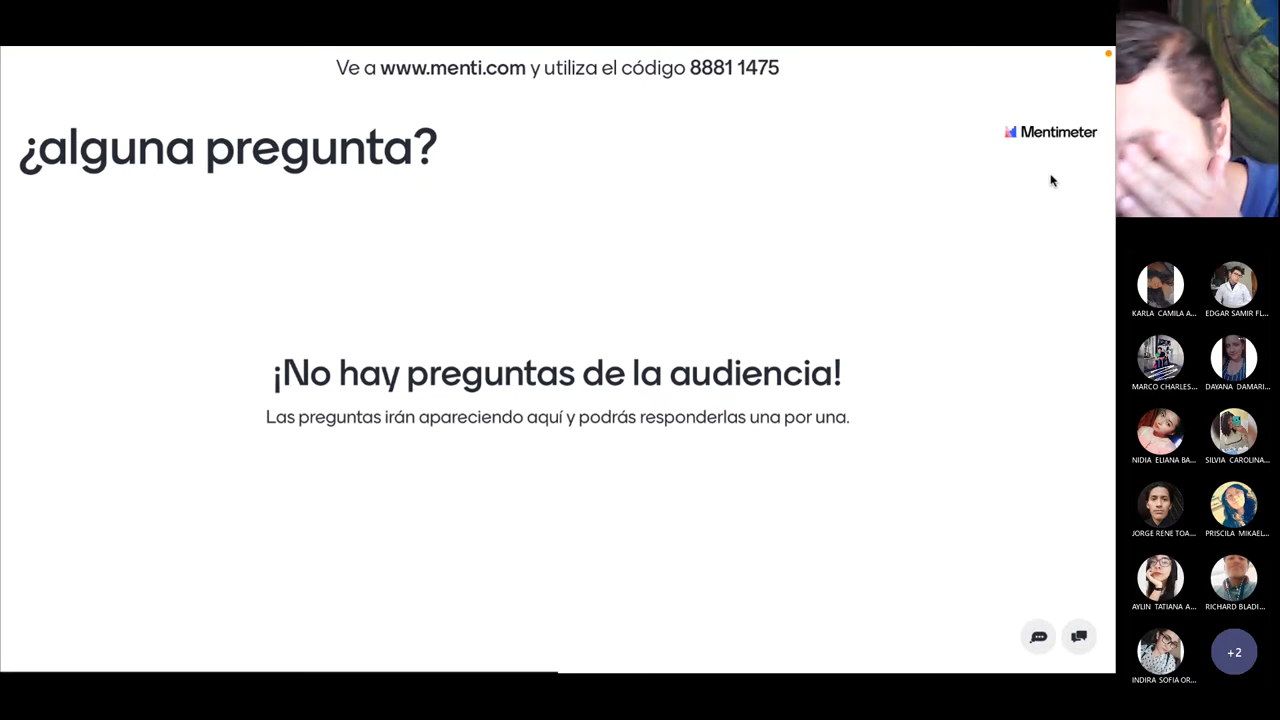 Ve a www.menti.com y utiliza el código 8881 1475
¿alguna pregunta?
Mentimeter
¡No hay preguntas de la audiencia!
Las preguntas irán apareciendo aquí y podrás responderlas una por una.
KARLA CAMILA A...
EDGAR SAMIR FL...
MARCO CHARLES...
DAYANA DAMARI...
NIDIA ELIANA BA...
SILVIA CAROLINA...
JORGE RENE TOA...
PRISCILA MIKAEL...
AYLIN TATIANA A...
RICHARD BLADI...
INDIRA SOFIA OR...
+2